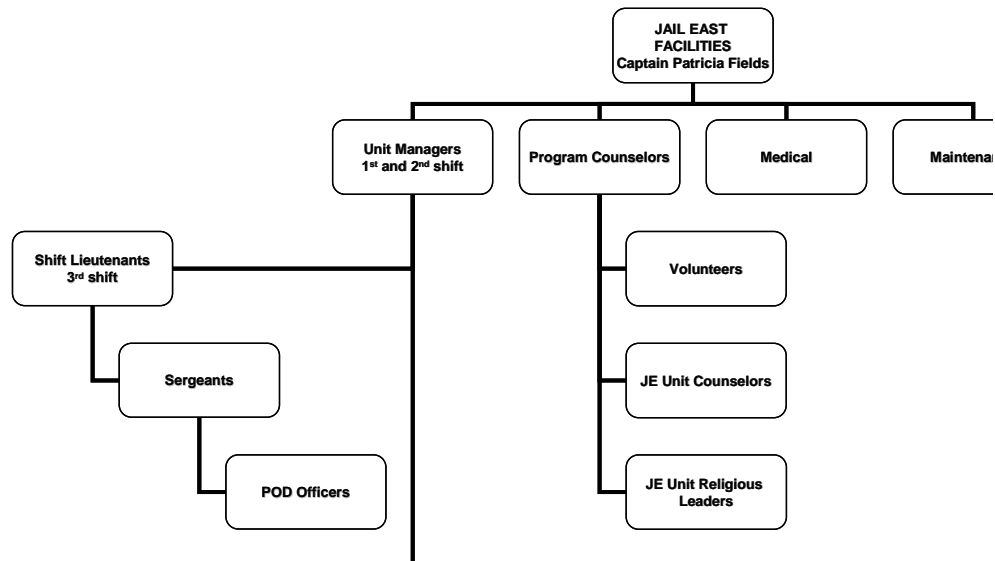 JAIL EAST
FACILITIES
Captain Patricia Fields
Unit Managers
1st and 2nd shift
Program Counselors
Medical
Shift Lieutenants
3rd shift
Volunteers
Sergeants
JE Unit Counselors
POD Officers
JE Unit Religious
Leaders